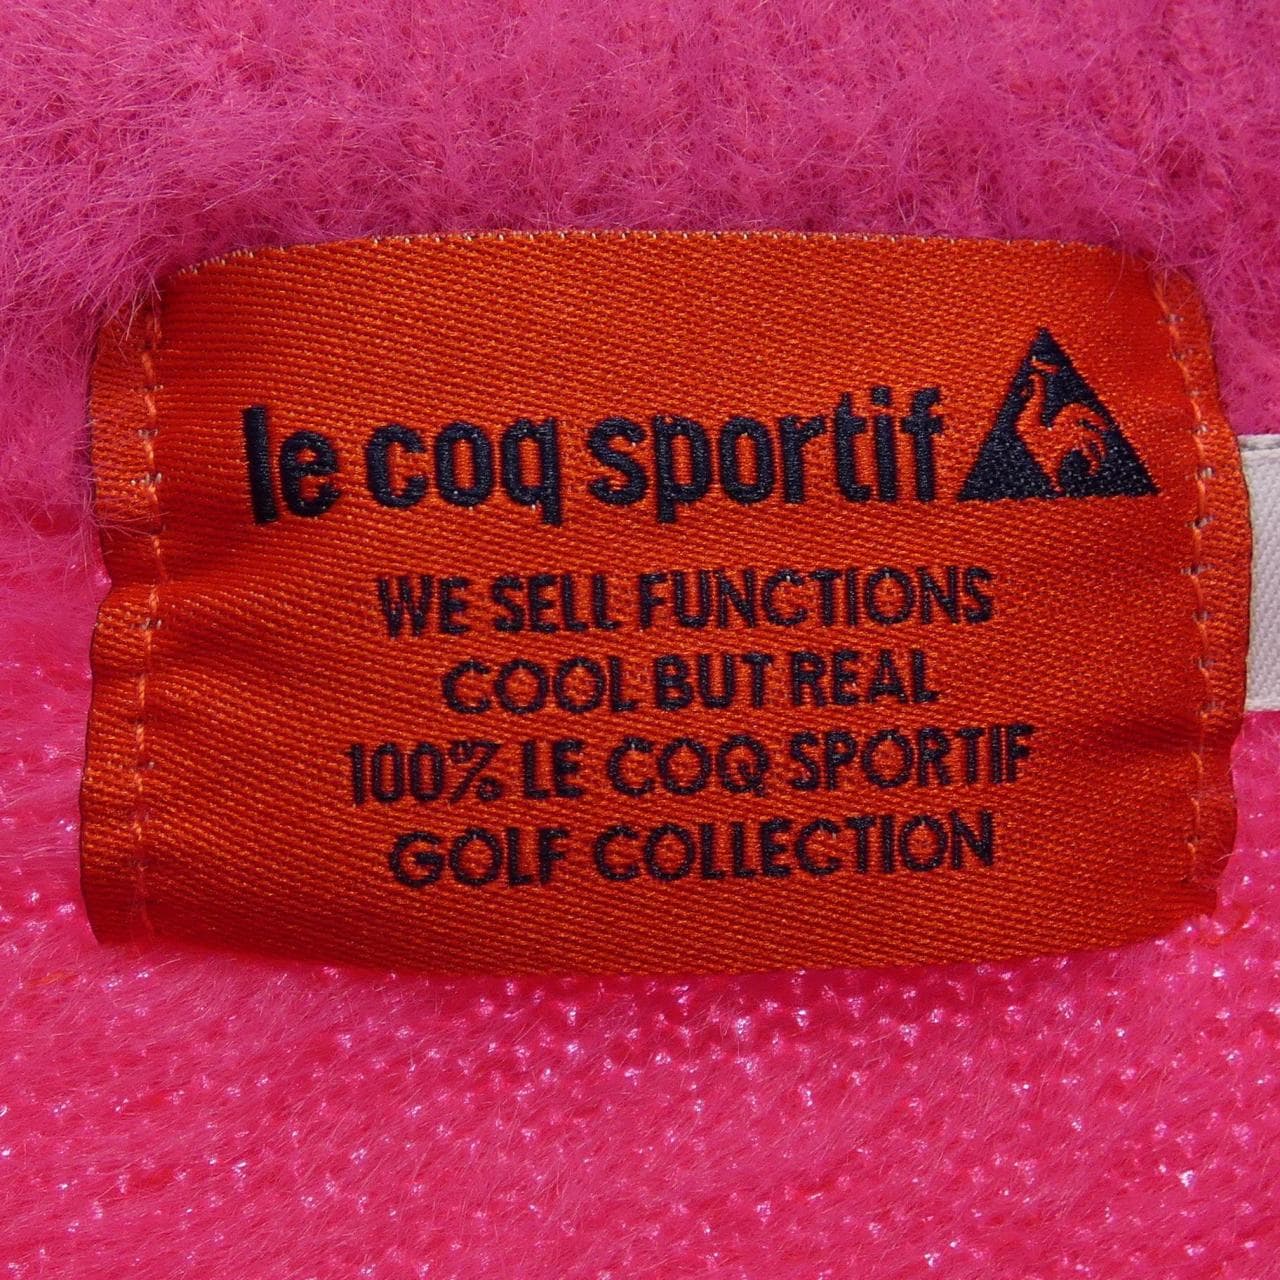 le coq sportif
WE SELL FUNCTIONS
COOL BUT REAL
100% LE COQ SPORTIF
GOLF COLLECTION